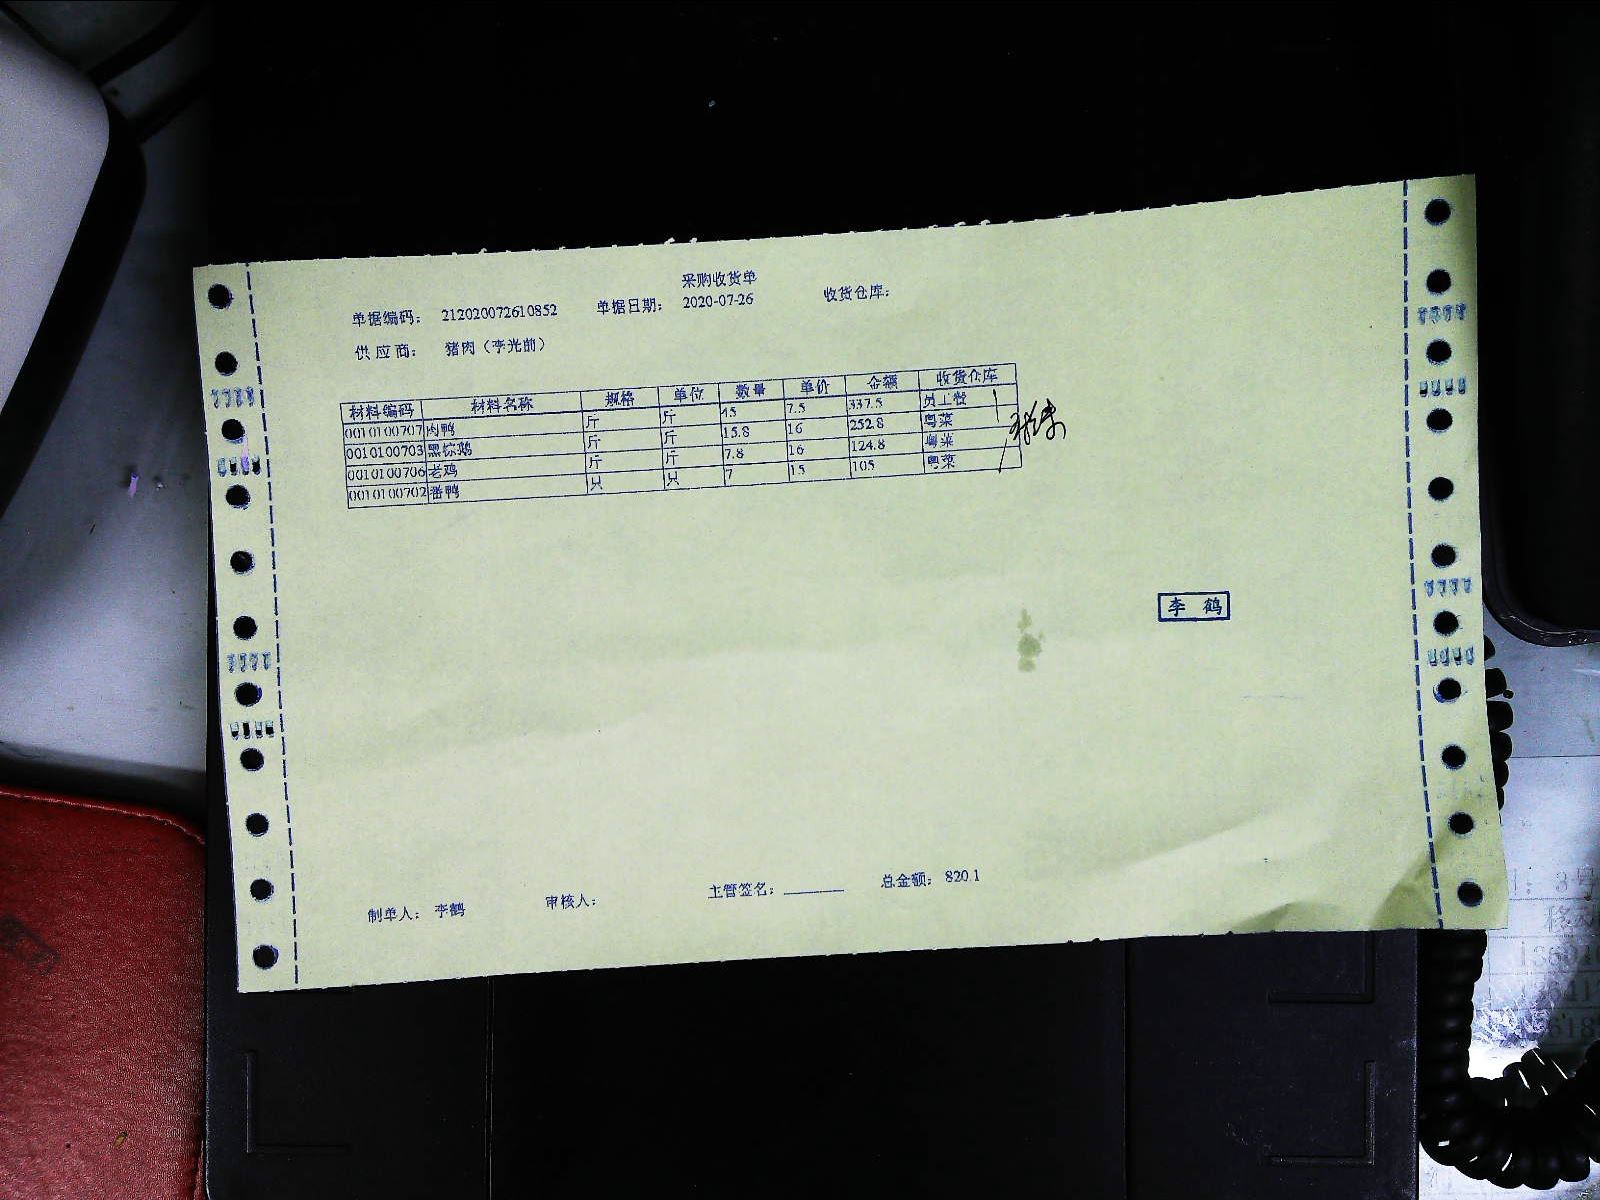 采购收货单
单据编码： 212020072610852 单据日期： 2020-07-26 收货仓库：
供应商： 猪肉（李光前）
材料编码 材料名称 规格 单位 数量 单价 金额 收货仓库
0010100707 肉鸭 斤 斤 45 7.5 337.5 员工餐
0010100703 黑棕鹅 斤 斤 15.8 16 252.8 粤菜
0010100706 老鸡 斤 斤 7.8 16 124.8 粤菜
0010100702 番鸭 只 只 7 15 105 粤菜
李 鹤
制单人： 李鹤 审核人： 主管签名： 总金额： 820.1
3号
移动